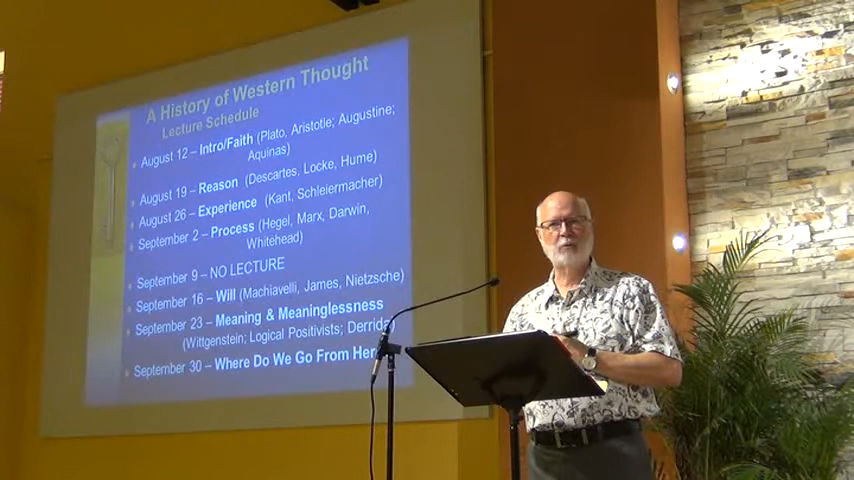 A History of Western Thought
Lecture Schedule
August 12 – Intro/Faith (Plato, Aristotle; Augustine;
Aquinas)
August 19 – Reason (Descartes, Locke, Hume)
August 26 – Experience (Kant, Schleiermacher)
September 2 – Process (Hegel, Marx, Darwin,
Whitehead)
September 9 – NO LECTURE
September 16 – Will (Machiavelli, James, Nietzsche)
September 23 – Meaning & Meaninglessness
(Wittgenstein; Logical Positivists; Derrida)
September 30 – Where Do We Go From Her